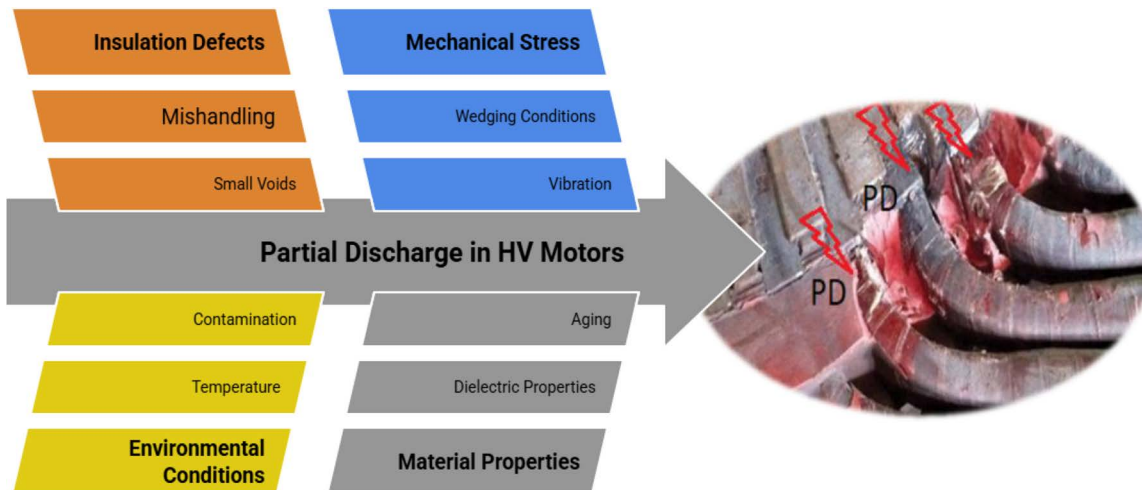 Insulation Defects
Mishandling
Small Voids
Mechanical Stress
Wedging Conditions
Vibration
Partial Discharge in HV Motors
PD
PD
Contamination
Temperature
Environmental
Conditions
Aging
Dielectric Properties
Material Properties